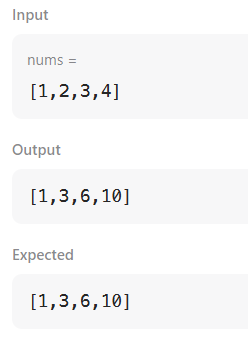 Input
nums =
[1,2,3,4]
Output
[1,3,6,10]
Expected
[1,3,6,10]